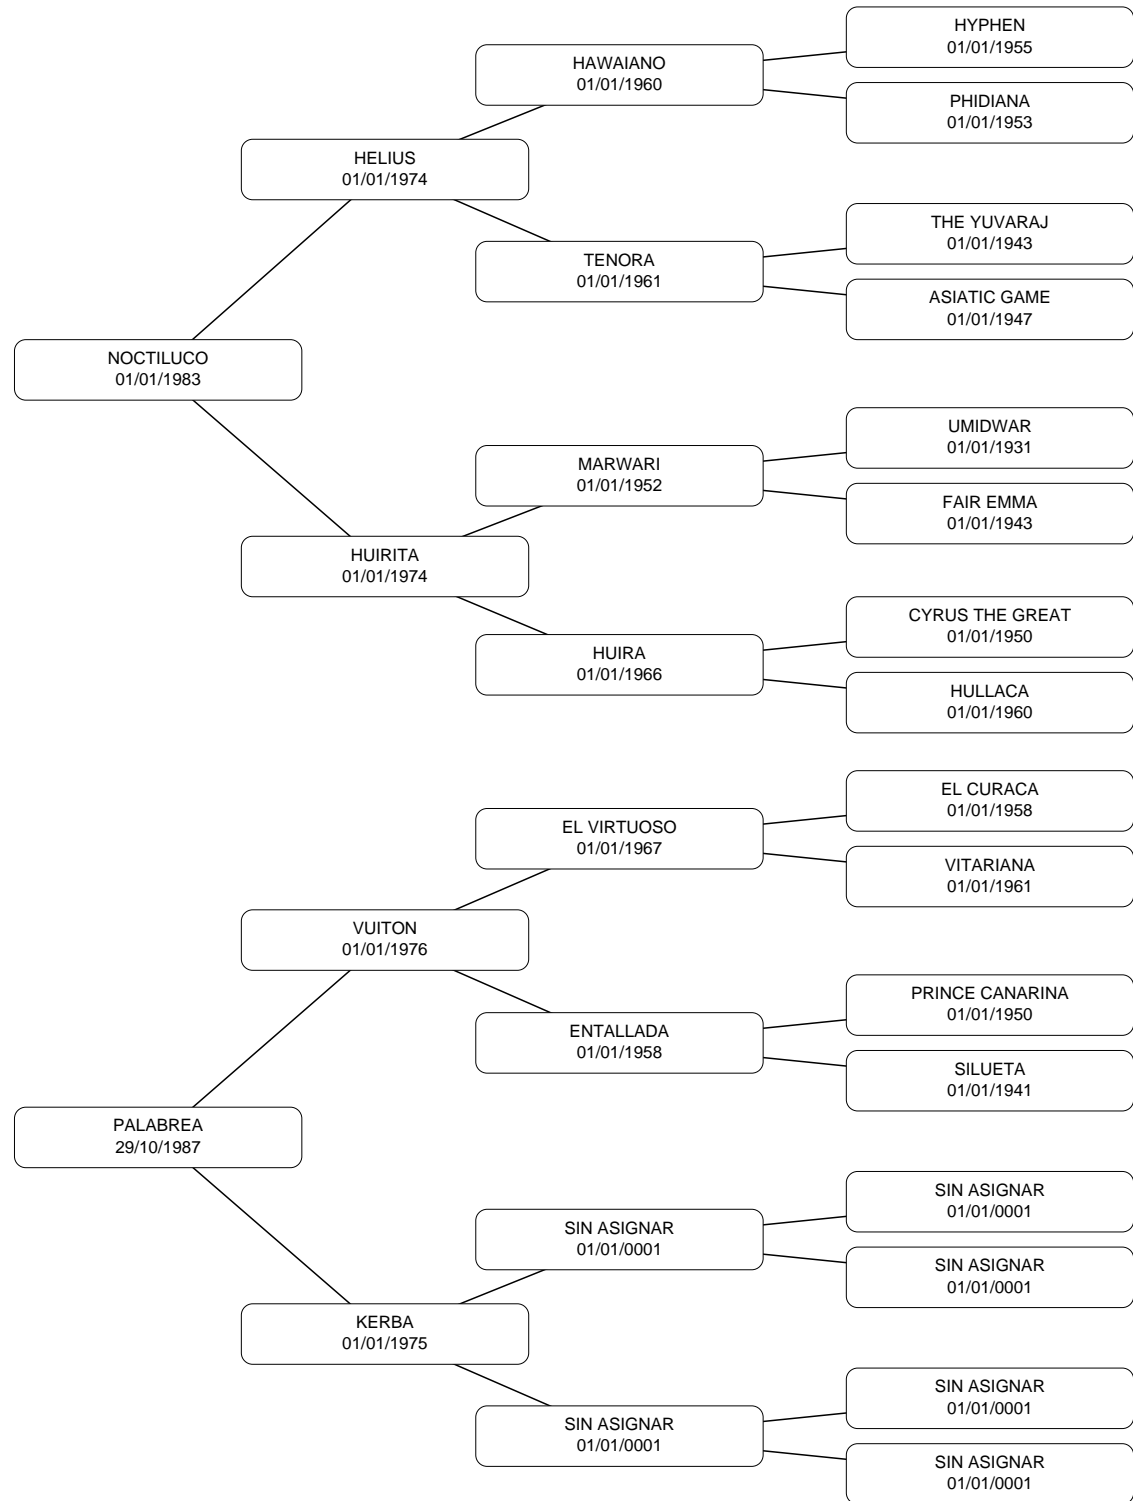 HYPHEN
01/01/1955
HAWAIANO
01/01/1960
PHIDIANA
01/01/1953
HELIUS
01/01/1974
THE YUVARAJ
01/01/1943
TENORA
01/01/1961
ASIATIC GAME
01/01/1947
NOCTILUCO
01/01/1983
UMIDWAR
01/01/1931
MARWARI
01/01/1952
FAIR EMMA
01/01/1943
HUIRITA
01/01/1974
CYRUS THE GREAT
01/01/1950
HUIRA
01/01/1966
HULLACA
01/01/1960
EL CURACA
01/01/1958
EL VIRTUOSO
01/01/1967
VITARIANA
01/01/1961
VUITON
01/01/1976
PRINCE CANARINA
01/01/1950
ENTALLADA
01/01/1958
SILUETA
01/01/1941
PALABREA
29/10/1987
SIN ASIGNAR
01/01/0001
SIN ASIGNAR
01/01/0001
SIN ASIGNAR
01/01/0001
KERBA
01/01/1975
SIN ASIGNAR
01/01/0001
SIN ASIGNAR
01/01/0001
SIN ASIGNAR
01/01/0001